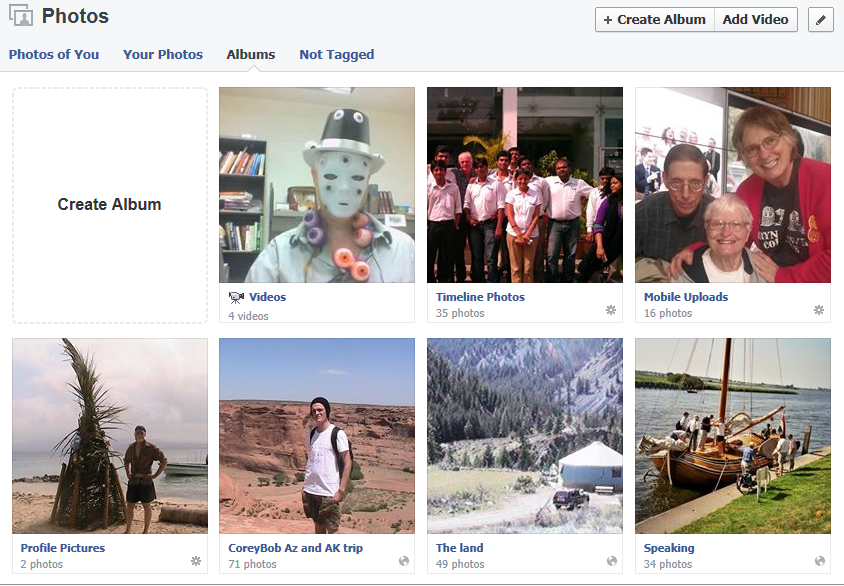 Photos
+ Create Album Add Video
Photos of You Your Photos Albums Not Tagged
Create Album
Videos
4 videos
Timeline Photos
35 photos
Mobile Uploads
16 photos
Profile Pictures
2 photos
CoreyBob Az and AK trip
71 photos
The land
49 photos
Speaking
34 photos